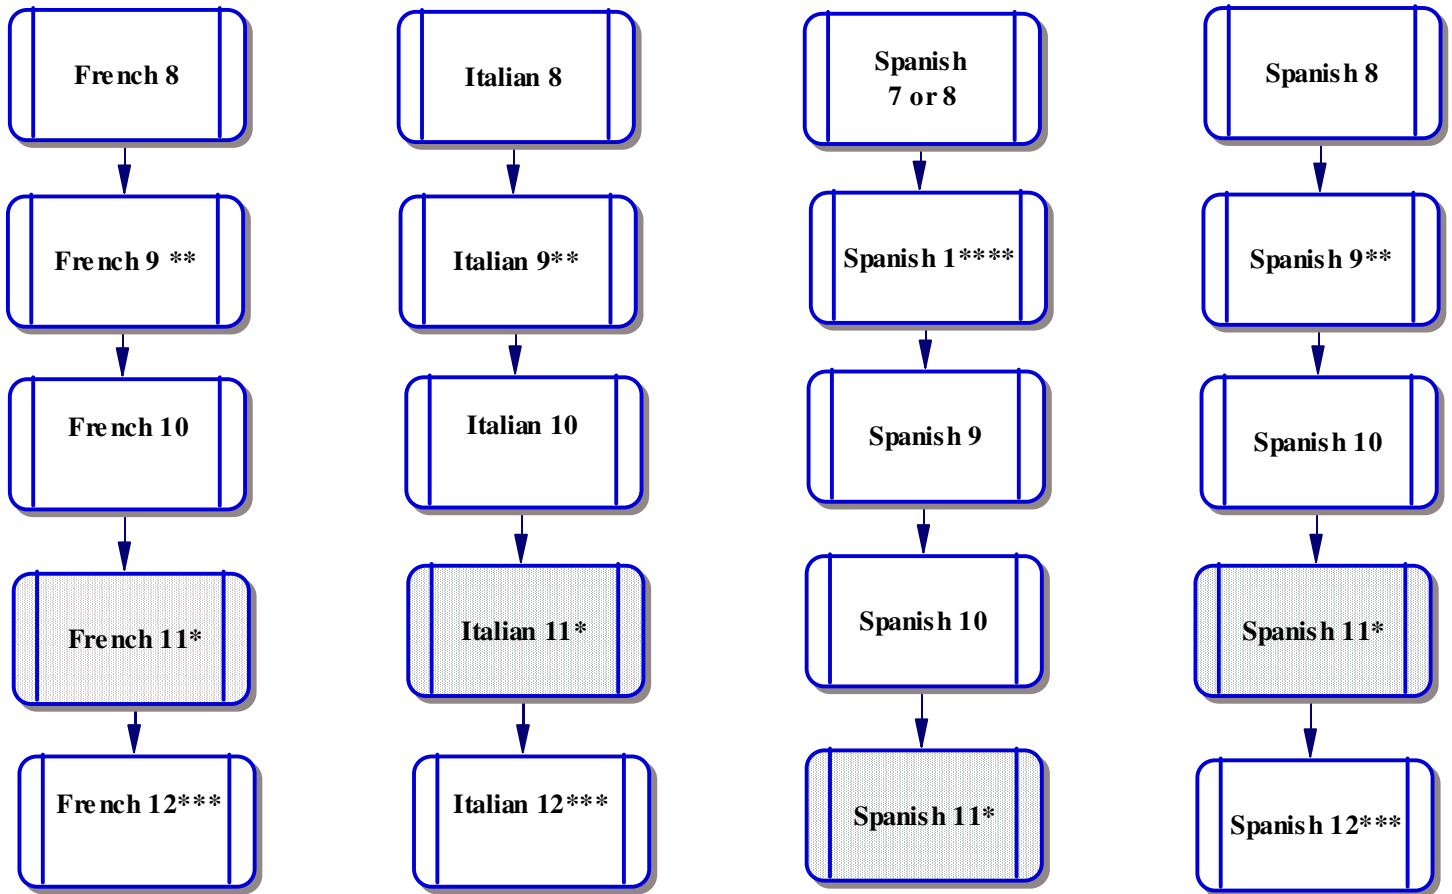 French 8
Italian 8
Spanish
7 or 8
Spanish 8
French 9 **
Italian 9**
Spanish 1****
Spanish 9**
French 10
Italian 10
Spanish 9
Spanish 10
French 11*
Italian 11*
Spanish 10
Spanish 11*
French 12***
Italian 12***
Spanish 11*
Spanish 12***